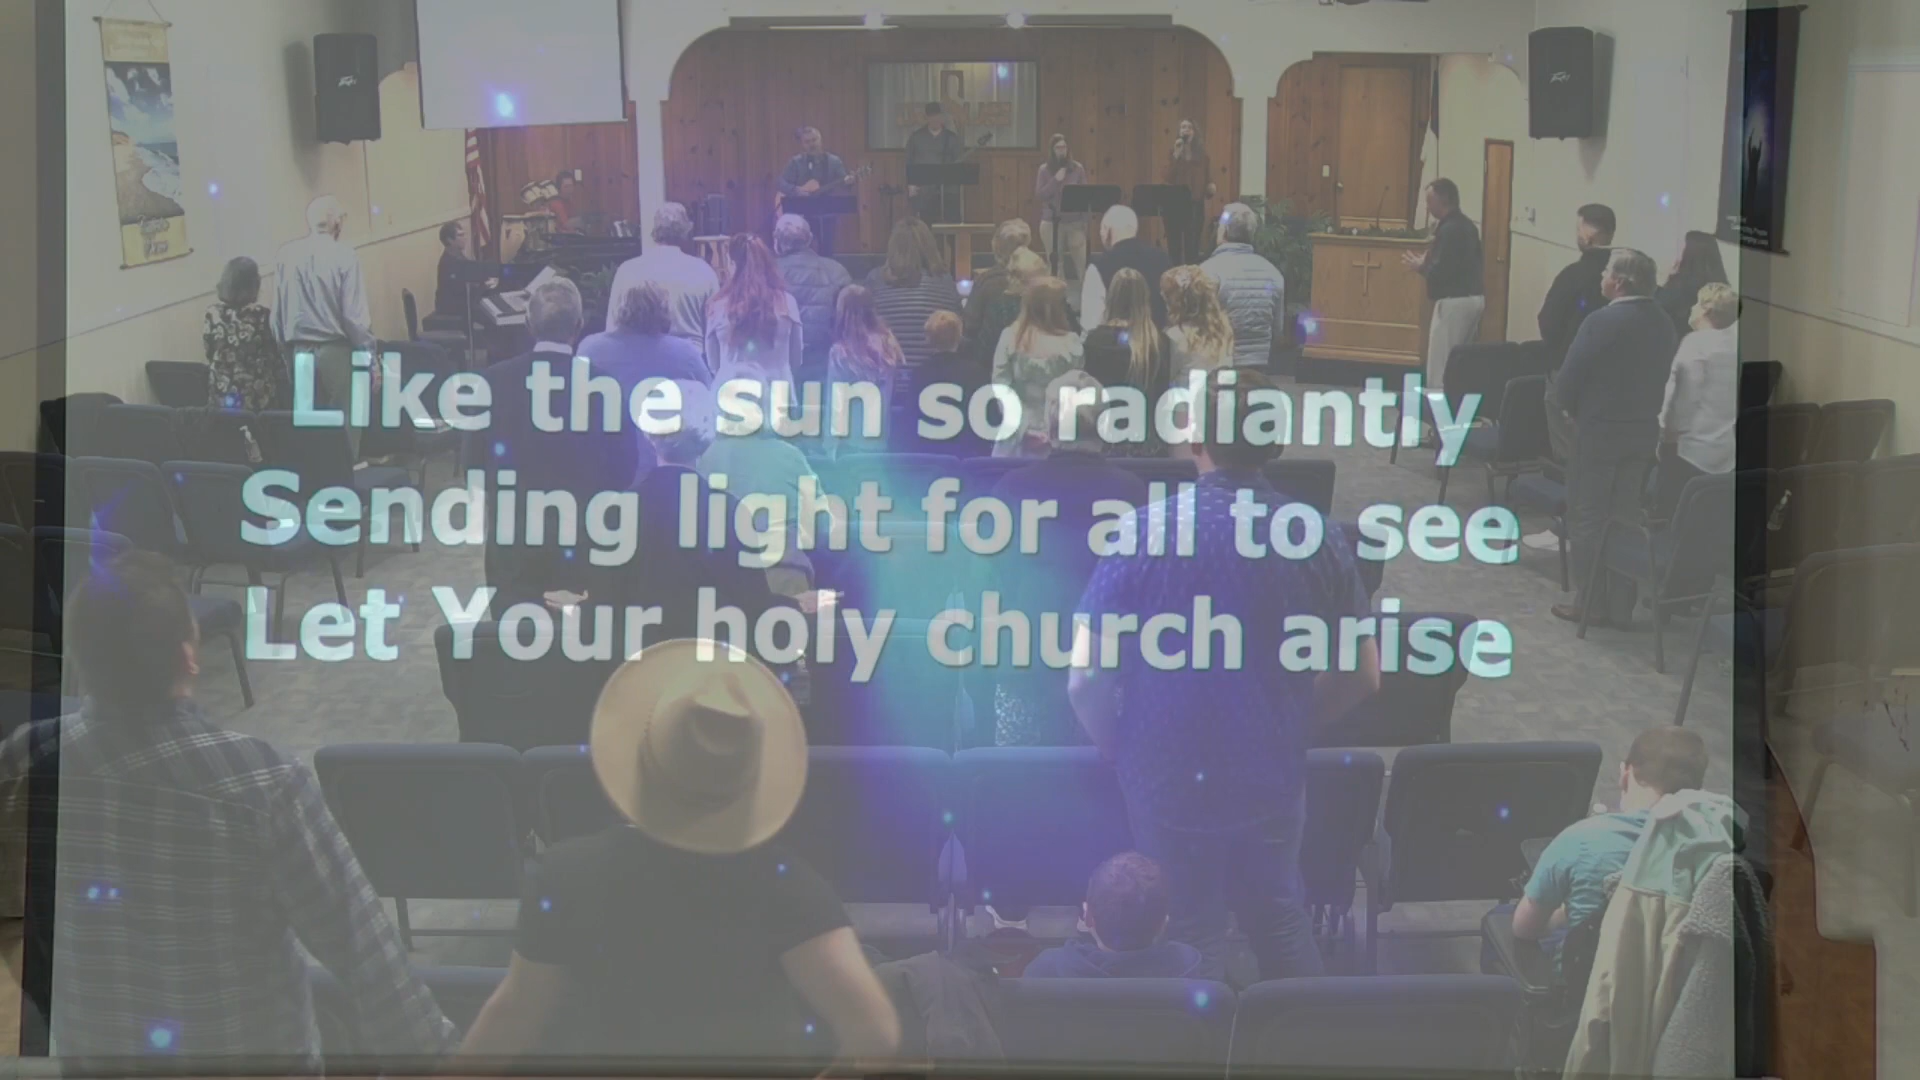 Like the sun so radiantly
Sending light for all to see
Let Your holy church arise